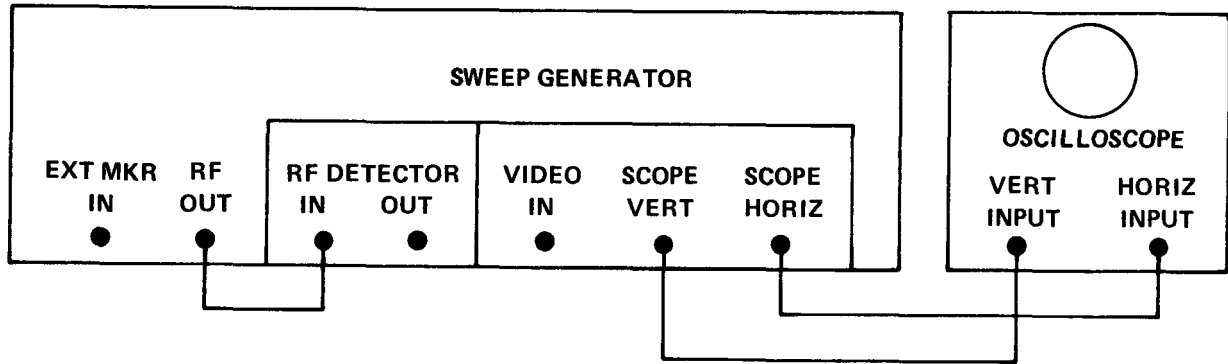 SWEEP GENERATOR
EXT MKR
IN
RF
OUT
RF DETECTOR
IN OUT
VIDEO
IN
SCOPE
VERT
SCOPE
HORIZ
OSCILLOSCOPE
VERT
INPUT
HORIZ
INPUT